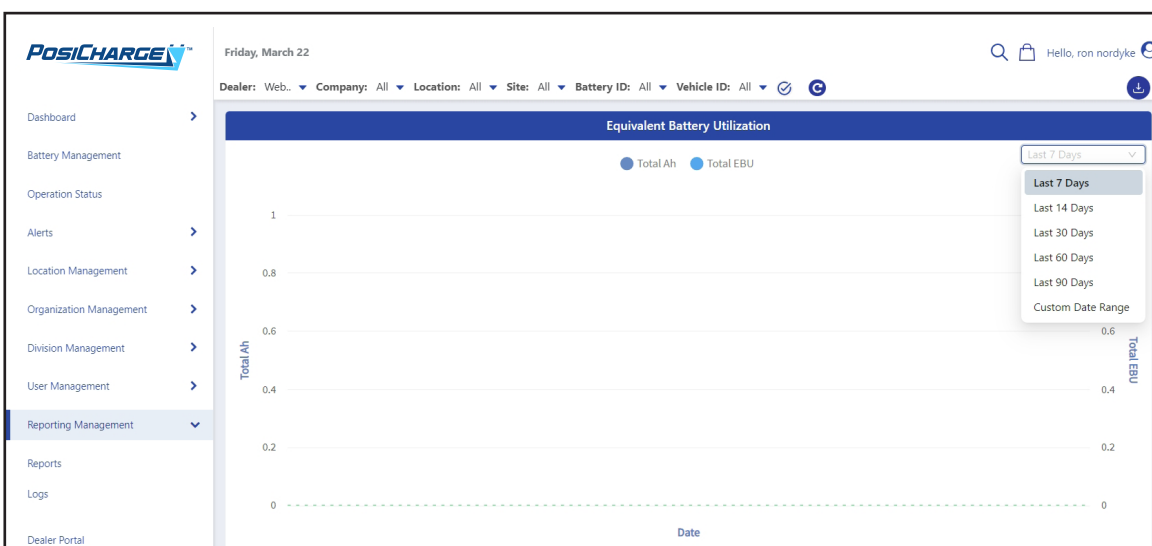 POSICHARGE™
Friday, March 22
Hello, ron nordyke
Dealer: Web.. Company: All Location: All Site: All Battery ID: All Vehicle ID: All
Dashboard
Battery Management
Operation Status
Alerts
Location Management
Organization Management
Division Management
User Management
Reporting Management
Reports
Logs
Dealer Portal
Equivalent Battery Utilization
Total Ah Total EBU
Last 7 Days
Last 7 Days
Last 14 Days
Last 30 Days
Last 60 Days
Last 90 Days
Custom Date Range
Total Ah
1
0.8
0.6
0.4
0.2
0
0.6
0.4
0.2
0
Total EBU
Date